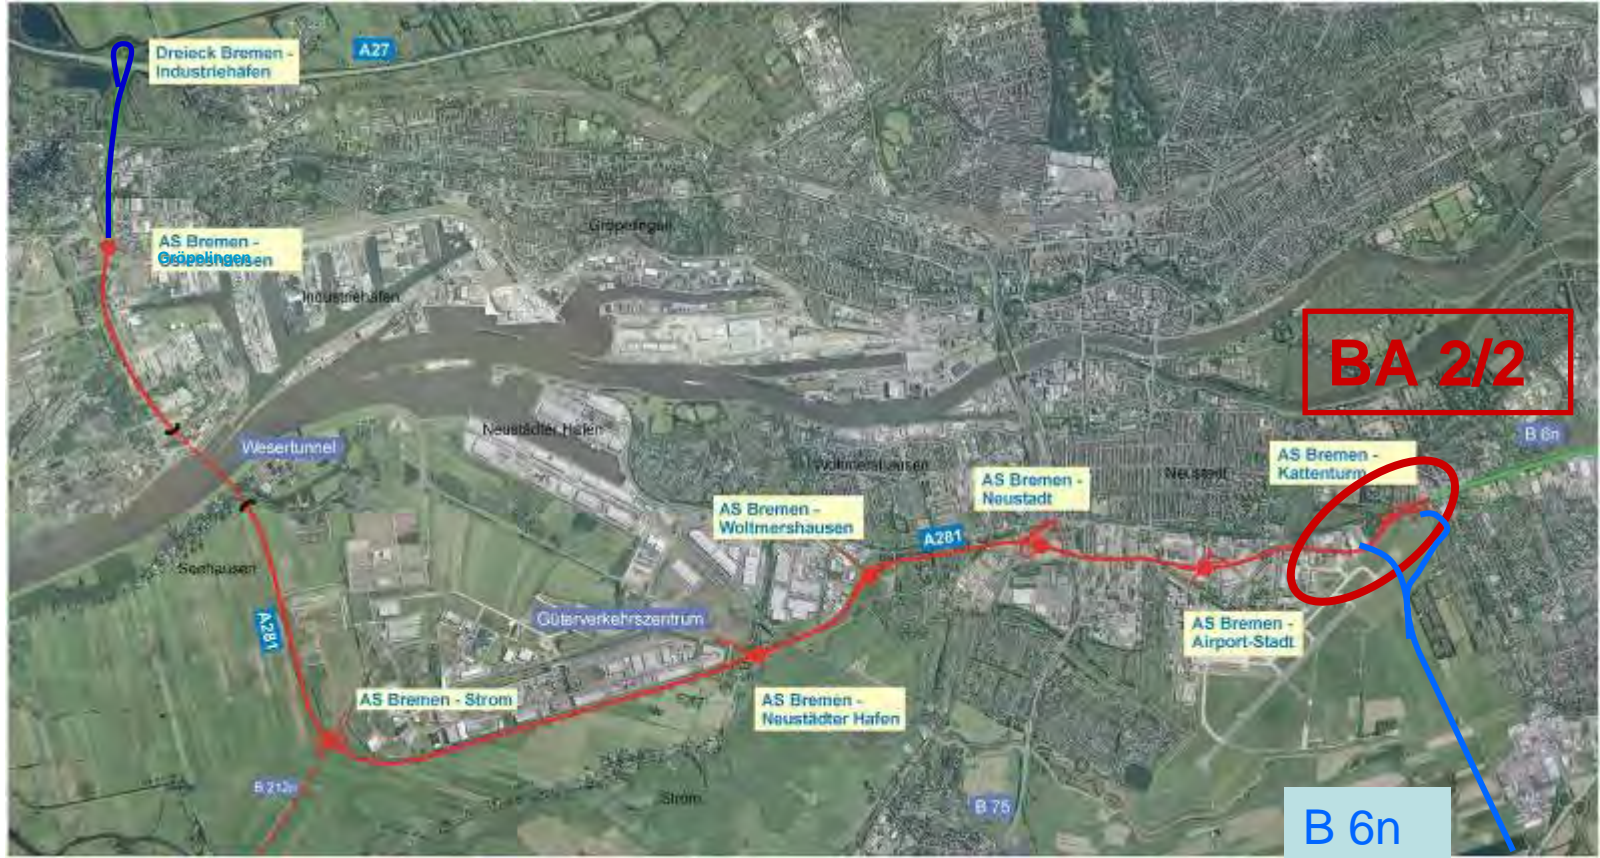 Dreieck Bremen -
Industriehäfen
A27
AS Bremen -
Gröpelingen
Gröpelingen
Industriehäfen
BA 2/2
B 6n
Wesertunnel
Neustädter Hafen
Woltmershausen
Neustadt
AS Bremen -
Kattenturm
AS Bremen -
Neustadt
AS Bremen -
Woltmershausen
A281
Seehausen
A281
Güterverkehrszentrum
AS Bremen -
Airport-Stadt
AS Bremen - Strom
AS Bremen -
Neustädter Hafen
B 212n
Strom
B 75
B 6n